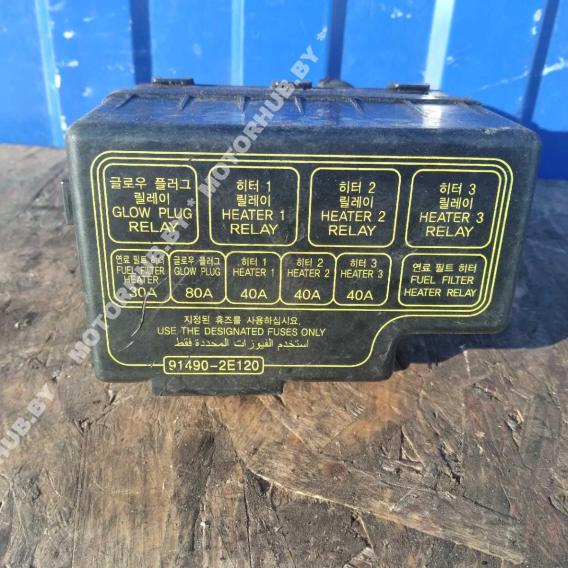 글로우 플러그
릴레이
GLOW PLUG
RELAY
히터 1
릴레이
HEATER 1
RELAY
히터 2
릴레이
HEATER 2
RELAY
히터 3
릴레이
HEATER 3
RELAY
연료 필트 히터
FUEL FILTER
HEATER
30A
글로우 플러그
GLOW PLUG
80A
히터 1
HEATER 1
40A
히터 2
HEATER 2
40A
히터 3
HEATER 3
40A
연료 필트 히터
FUEL FILTER
HEATER RELAY
지정된 휴즈를 사용하십시요.
USE THE DESIGNATED FUSES ONLY
استخدم الفيوزات المحددة فقط
91490-2E120
MOTORHUB.BY * MOTORHUB.BY * MOTORHUB.BY